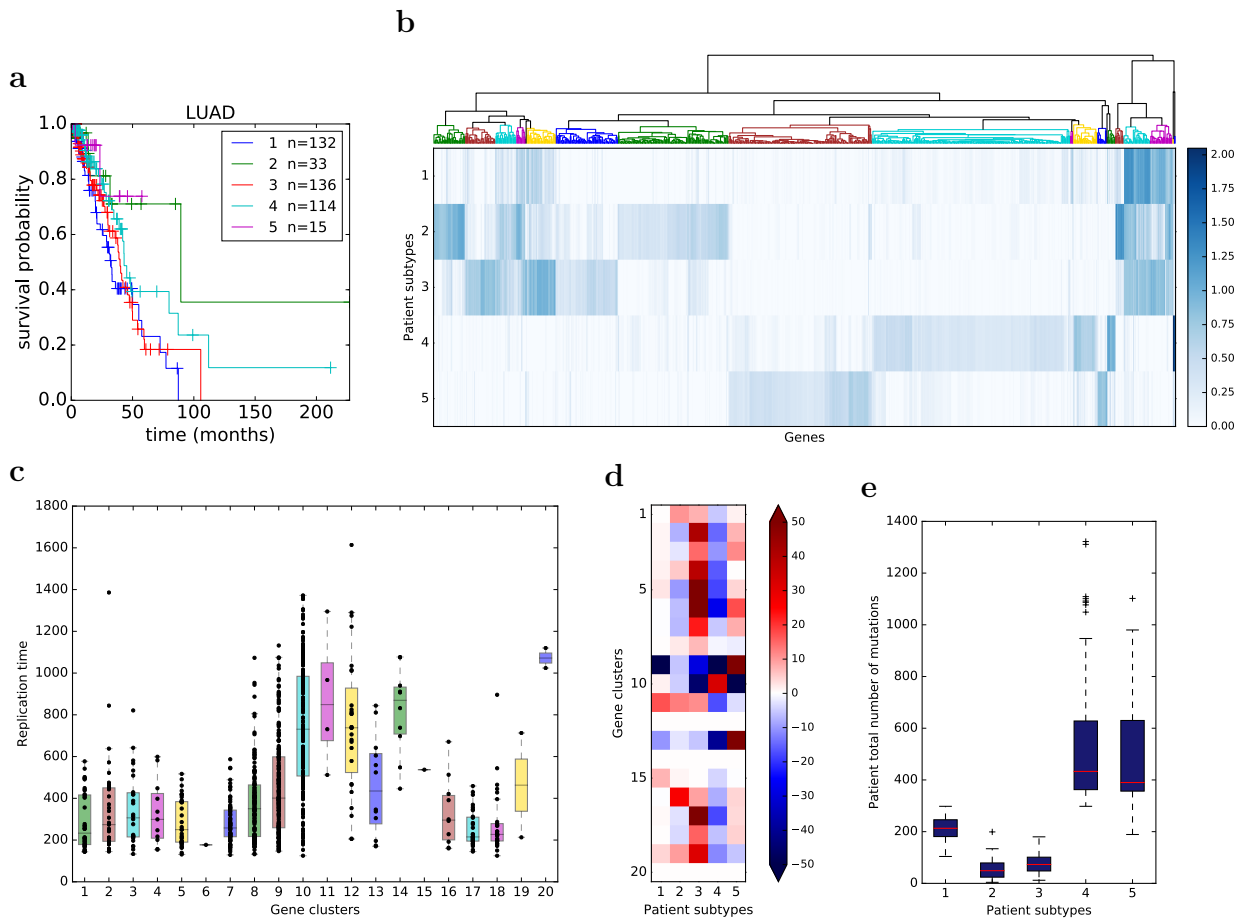 b
a
LUAD
1.0
0.8
0.6
0.4
0.2
0.0
0 50 100 150 200
survival probability
time (months)
1 n=132
2 n=33
3 n=136
4 n=114
5 n=15
Patient subtypes
1
2
3
4
5
Genes
2.00
1.75
1.50
1.25
1.00
0.75
0.50
0.25
0.00
c
Replication time
1800
1600
1400
1200
1000
800
600
400
200
0
1 2 3 4 5 6 7 8 9 10 11 12 13 14 15 16 17 18 19 20
Gene clusters
d
1 2 3 4 5
Gene clusters
1
5
10
15
20
Patient subtypes
50
40
30
20
10
0
−10
−20
−30
−40
−50
e
Patient total number of mutations
1400
1200
1000
800
600
400
200
0
1 2 3 4 5
Patient subtypes